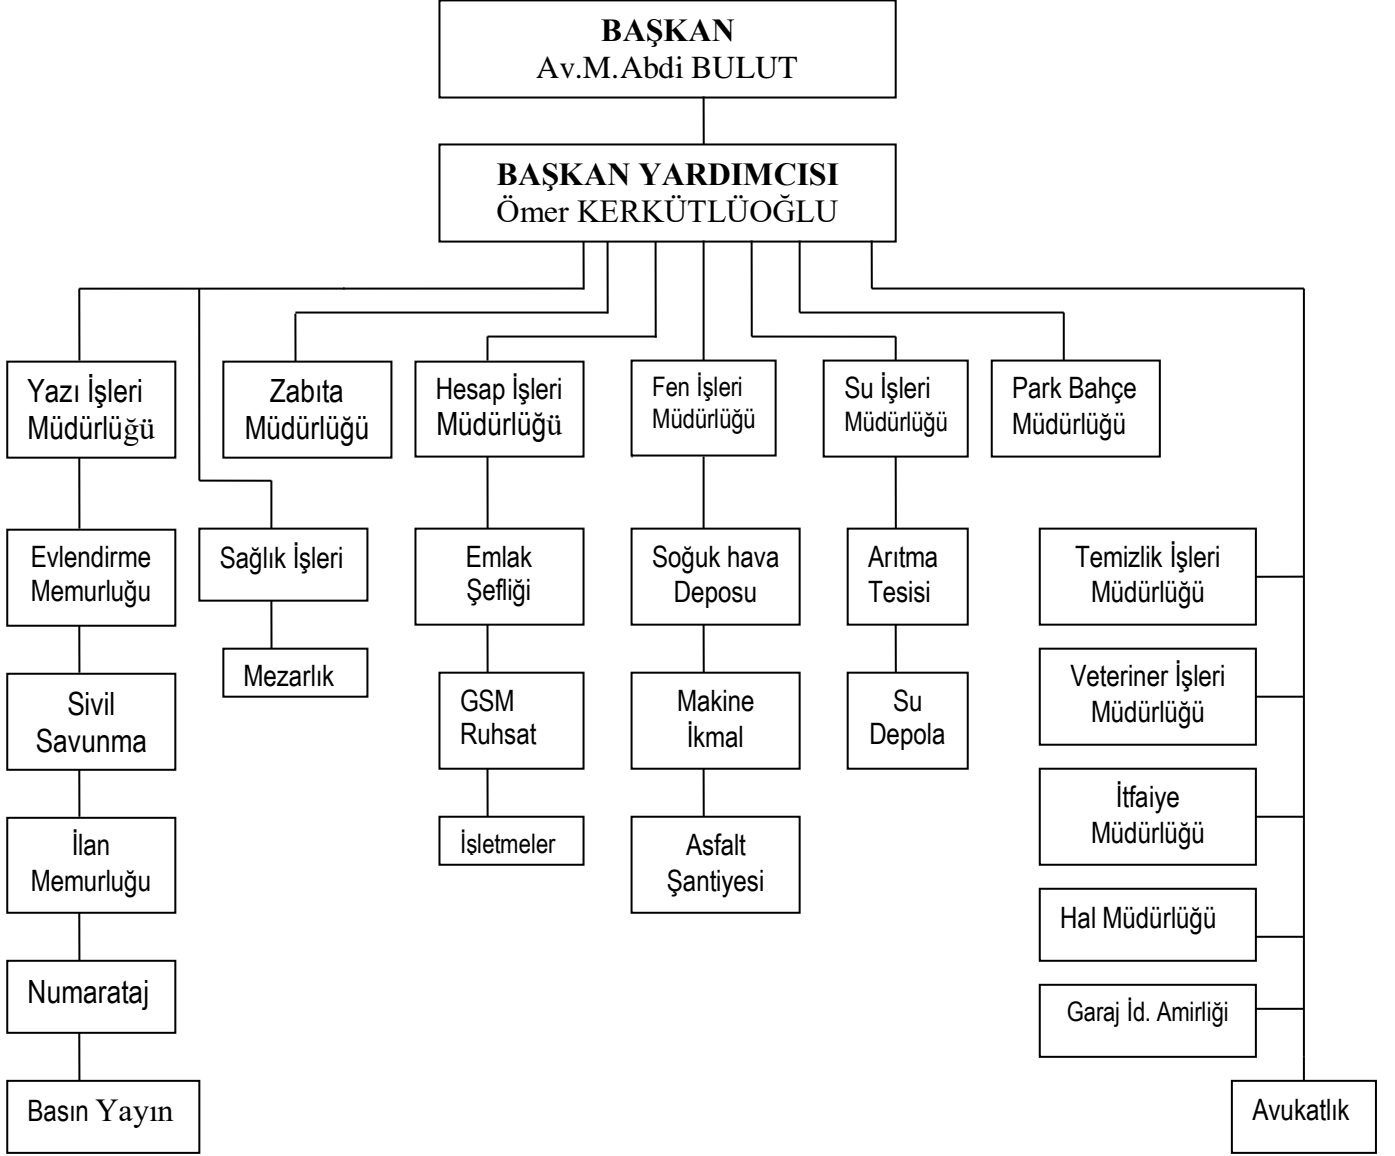 BAŞKAN
Av.M.Abdi BULUT
BAŞKAN YARDIMCISI
Ömer KERKÜTLÜOĞLU
Yazı İşleri
Müdürlüğü
Zabıta
Müdürlüğü
Hesap İşleri
Müdürlüğü
Fen İşleri
Müdürlüğü
Su İşleri
Müdürlüğü
Park Bahçe
Müdürlüğü
Evlendirme
Memurluğu
Sağlık İşleri
Emlak
Şefliği
Soğuk hava
Deposu
Arıtma
Tesisi
Temizlik İşleri
Müdürlüğü
Mezarlık
Veteriner İşleri
Müdürlüğü
Sivil
Savunma
GSM
Ruhsat
Makine
İkmal
Su
Depola
İtfaiye
Müdürlüğü
İlan
Memurluğu
İşletmeler
Asfalt
Şantiyesi
Hal Müdürlüğü
Numarataj
Garaj İd. Amirliği
Basın Yayın
Avukatlık